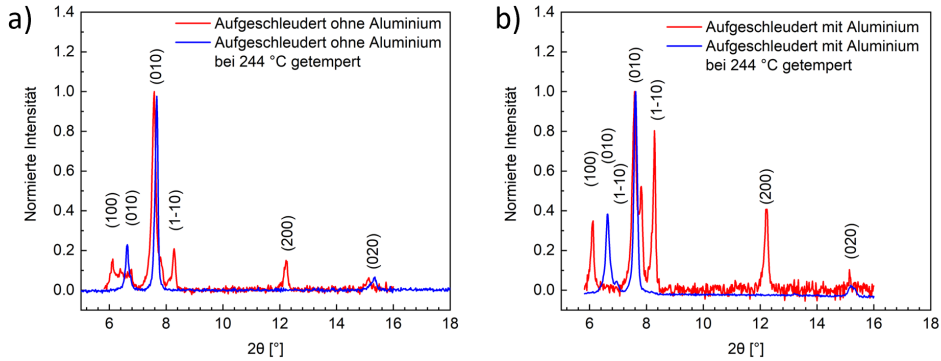 a)
Aufgeschleudert ohne Aluminium
Aufgeschleudert ohne Aluminium
bei 244 °C getempert
Normierte Intensität
1.4
1.2
1.0
0.8
0.6
0.4
0.2
0.0
(100)
(010)
(010)
(1-10)
(200)
(020)
6 8 10 12 14 16 18
2θ [°]
b)
Aufgeschleudert mit Aluminium
Aufgeschleudert mit Aluminium
bei 244 °C getempert
Normierte Intensität
1.4
1.2
1.0
0.8
0.6
0.4
0.2
0.0
(100)
(010)
(1-10)
(010)
(1-10)
(200)
(020)
6 8 10 12 14 16 18
2θ [°]